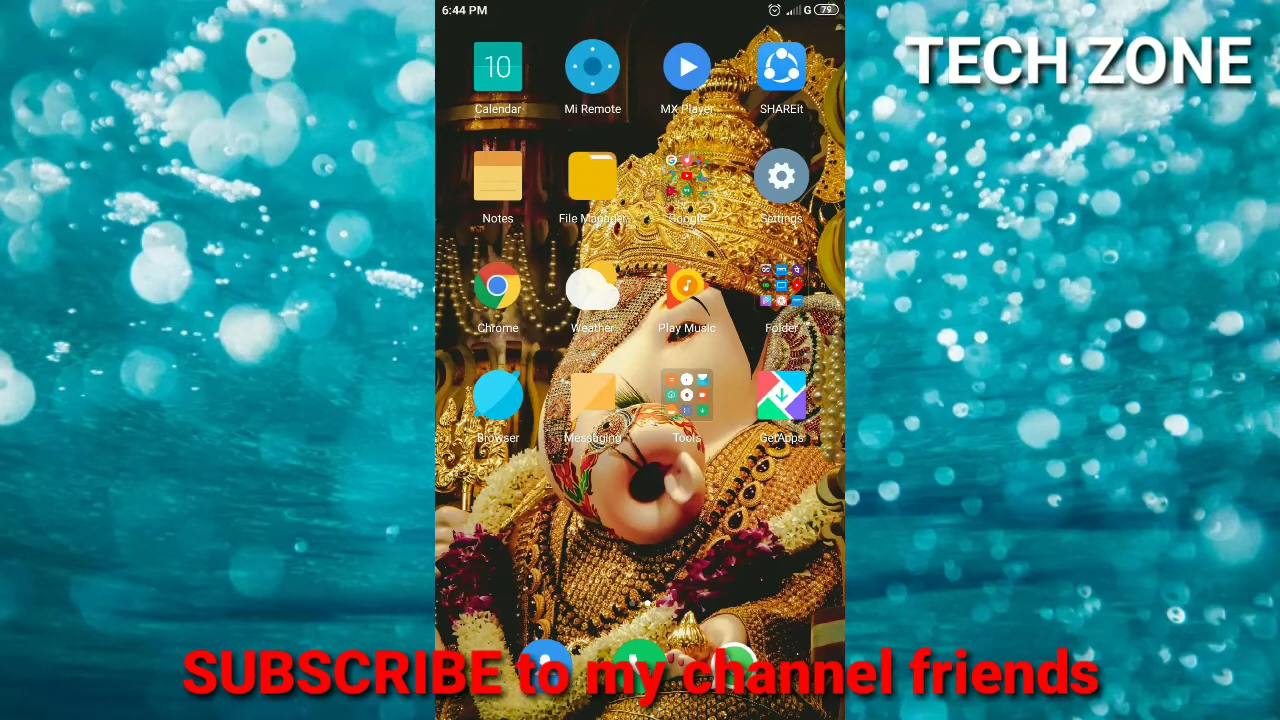 6:44 PM
G
79
TECH ZONE
10
Calendar
Mi Remote
MX Player
SHAREit
Notes
File Manager
Google
Settings
Chrome
Weather
Play Music
Folder
Browser
Messaging
Tools
GetApps
SUBSCRIBE to my channel friends